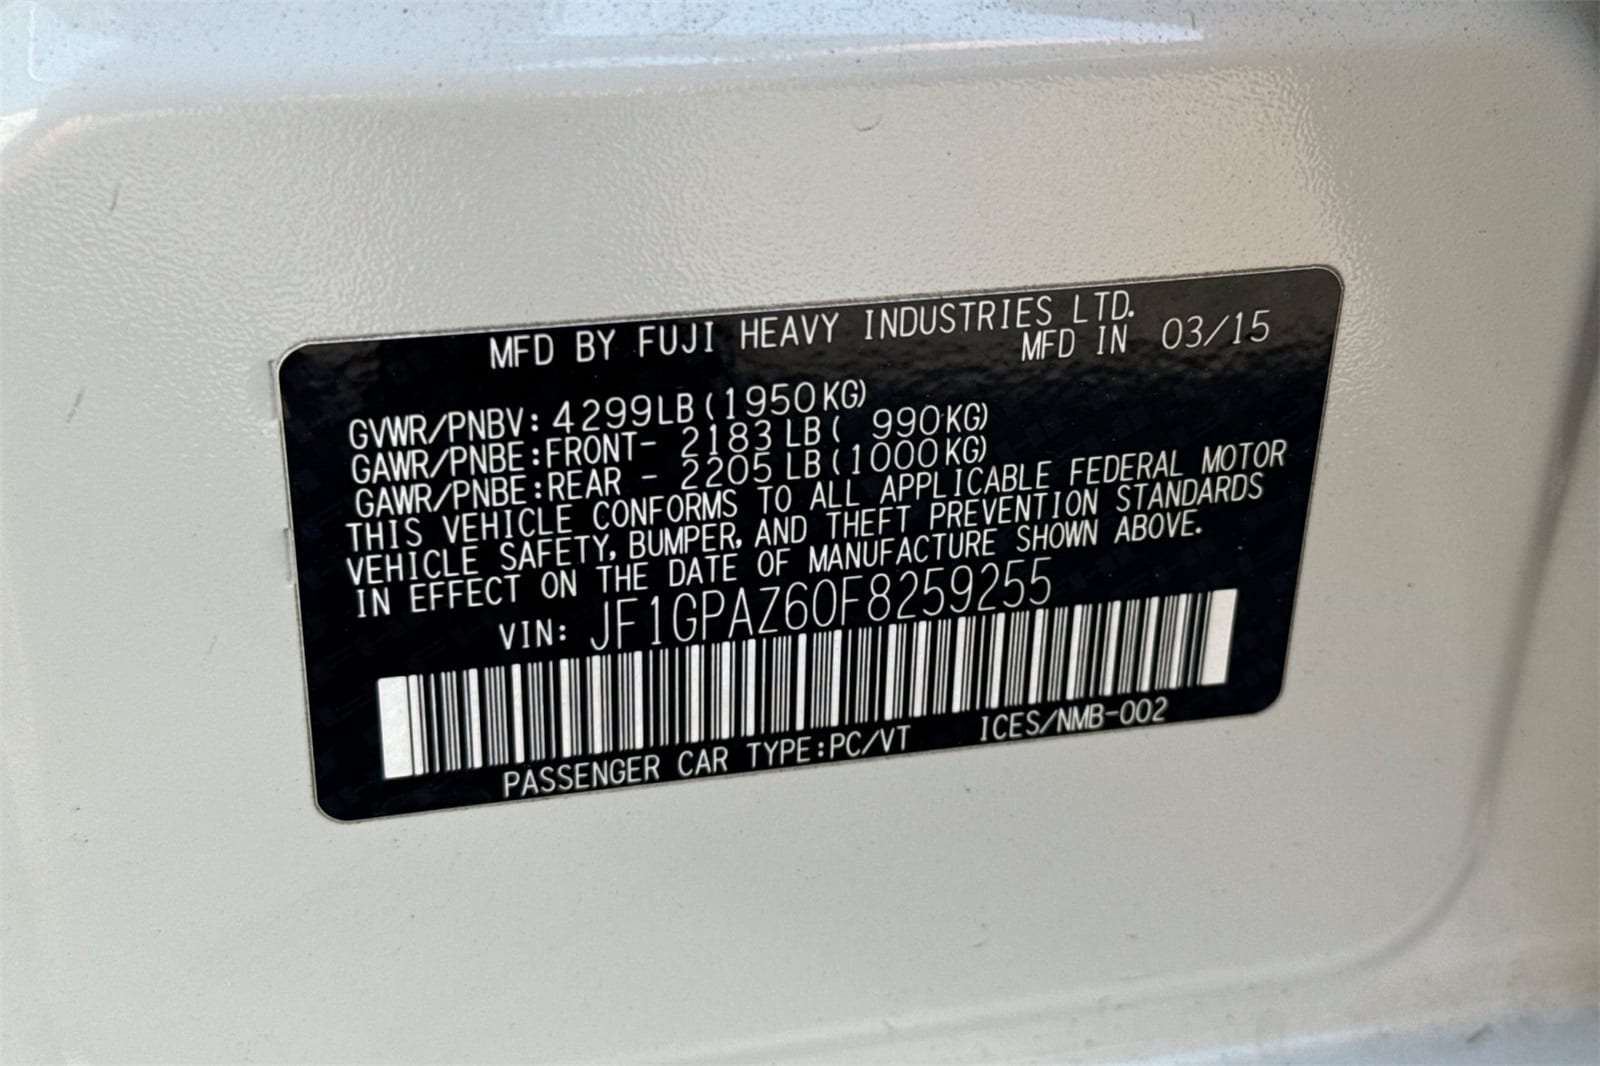 MFD BY FUJI HEAVY INDUSTRIES LTD.
MFD IN 03/15
GVWR/PNBV: 4299LB(1950KG)
GAWR/PNBE:FRONT- 2183LB( 990KG)
GAWR/PNBE:REAR - 2205LB(1000KG)
THIS VEHICLE CONFORMS TO ALL APPLICABLE FEDERAL MOTOR
VEHICLE SAFETY, BUMPER, AND THEFT PREVENTION STANDARDS
IN EFFECT ON THE DATE OF MANUFACTURE SHOWN ABOVE.
VIN: JF1GPAZ60F8259255
PASSENGER CAR TYPE:PC/VT ICES/NMB-002